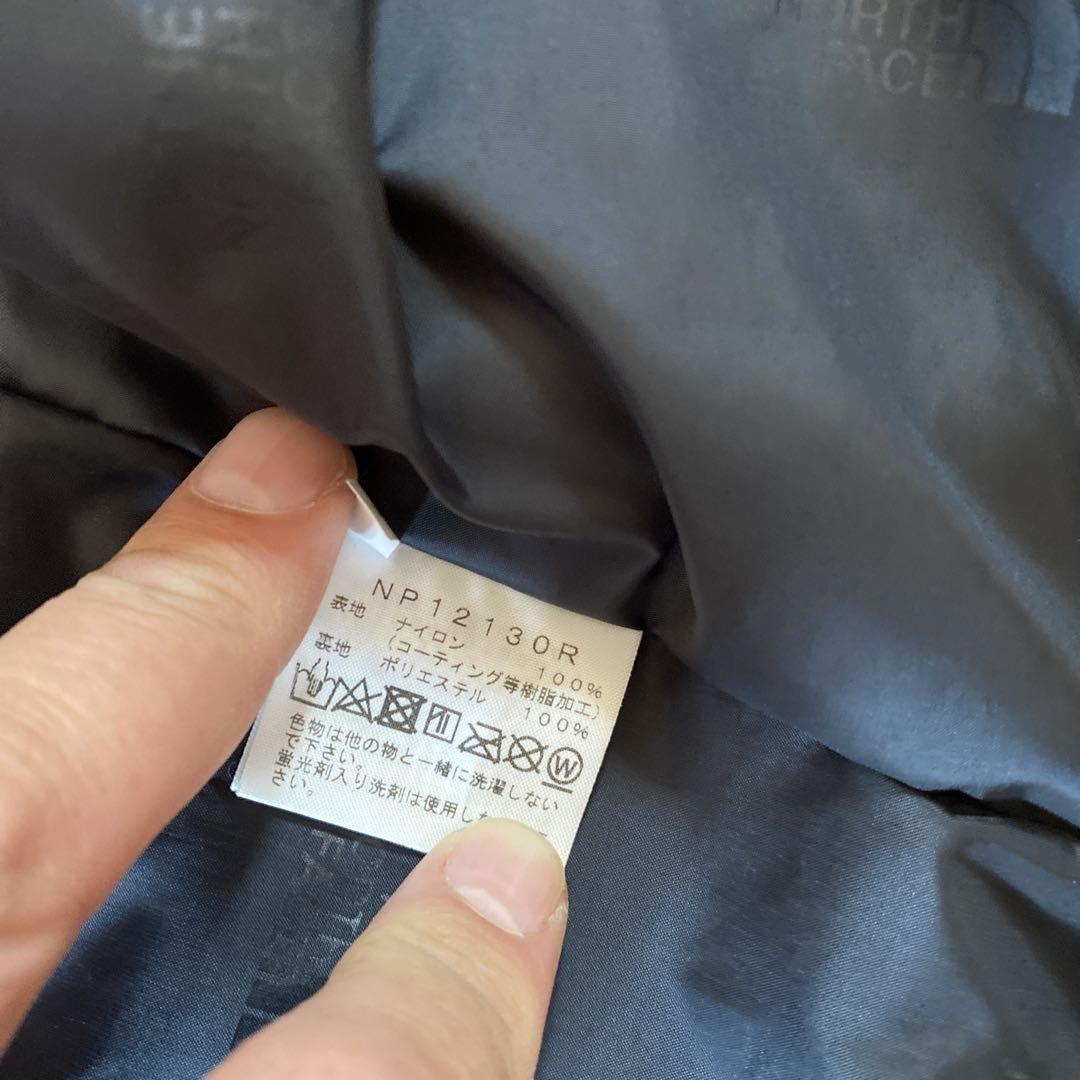 NORTH
FACE
NP12130R
表地 ナイロン 100%
(コーティング等樹脂加工)
裏地 ポリエステル 100%
W
色物は他の物と一緒に洗濯しない
で下さい。
蛍光剤入り洗剤は使用し
さい。